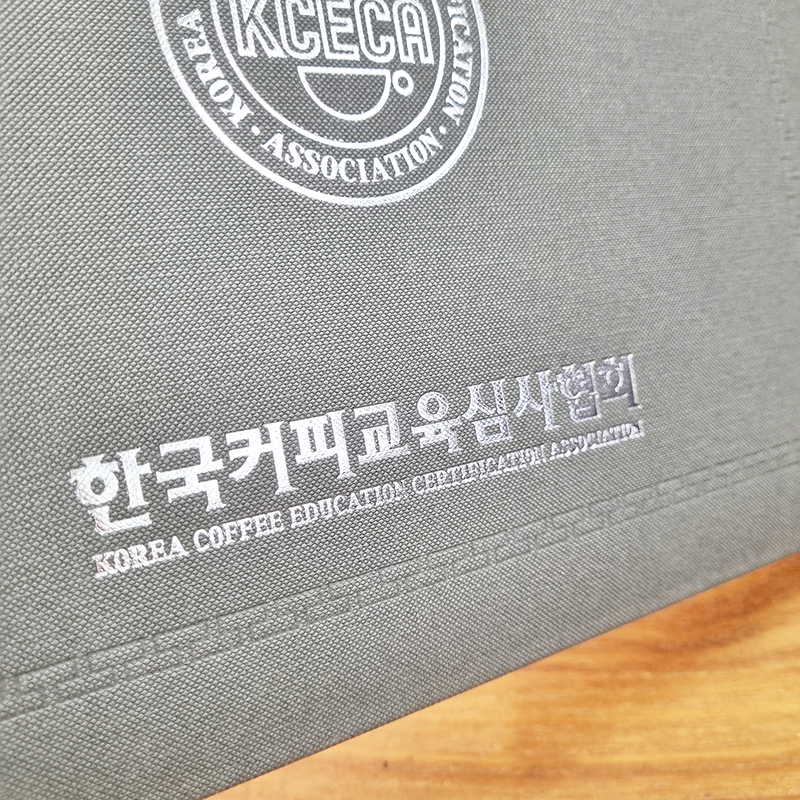 KCECA
KOREA · ASSOCIATION ·
한국커피교육심사협회
KOREA COFFEE EDUCATION CERTIFICATION ASSOCIATION